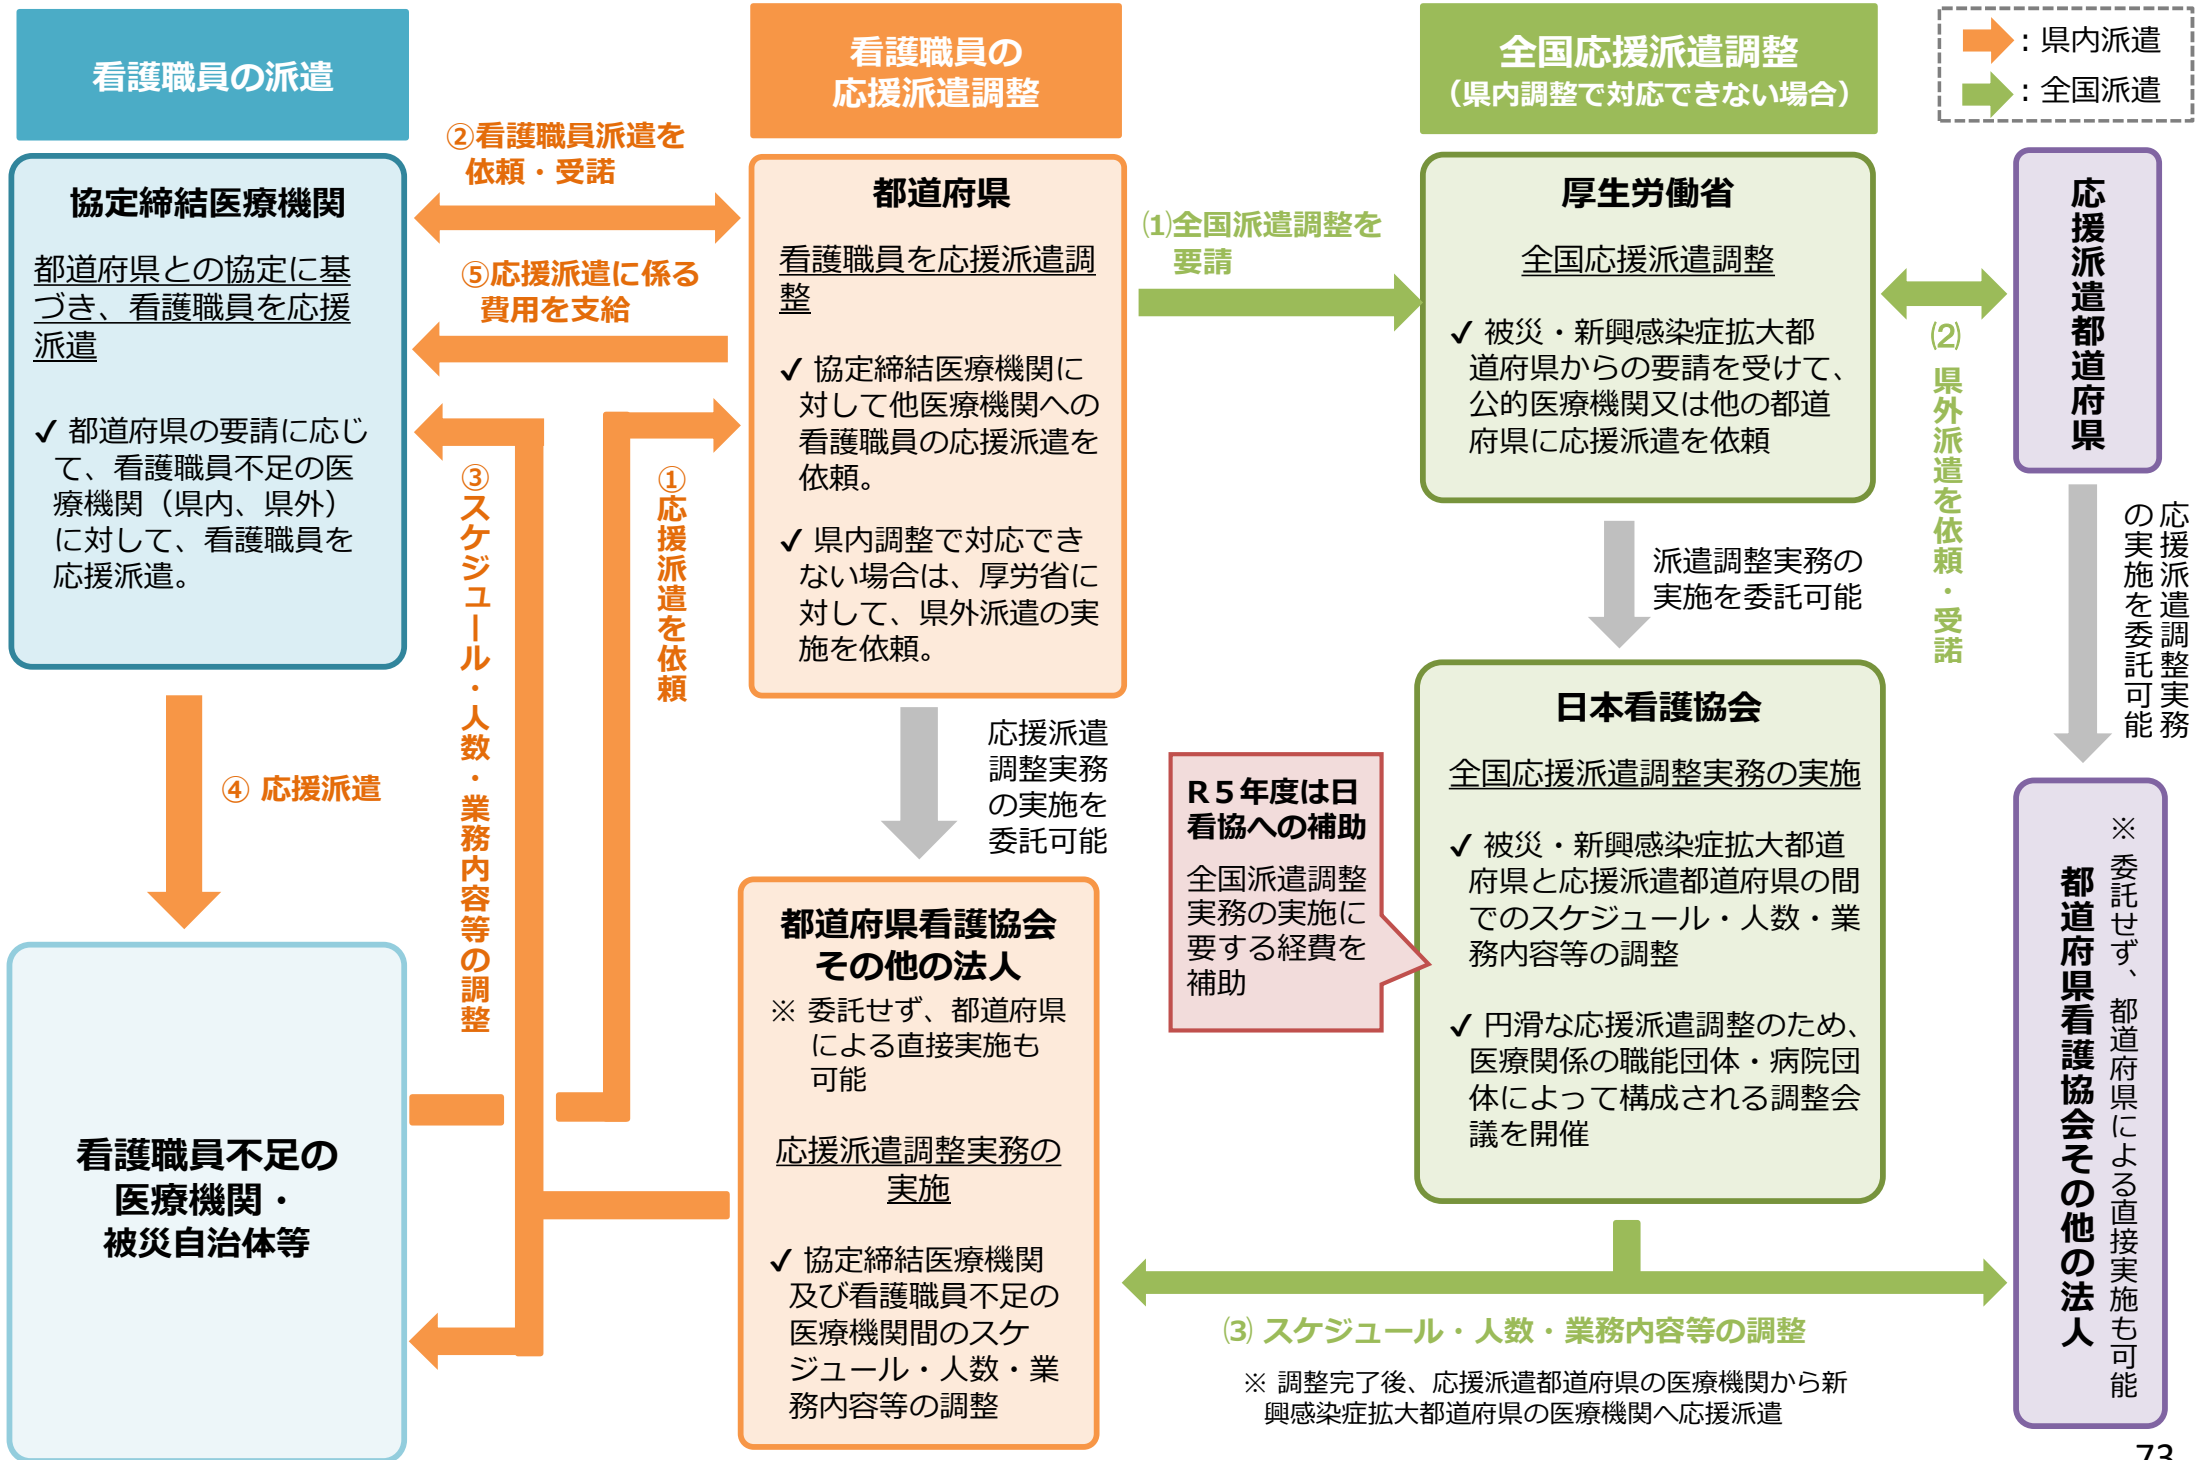 看護職員の派遣
看護職員の
応援派遣調整
全国応援派遣調整
（県内調整で対応できない場合）
：県内派遣
：全国派遣
②看護職員派遣を
依頼・受諾
⑤応援派遣に係る
費用を支給
③スケジュール・人数・業務内容等の調整
①応援派遣を依頼
④ 応援派遣
協定締結医療機関
都道府県との協定に基
づき、看護職員を応援
派遣
✓ 都道府県の要請に応じ
て、看護職員不足の医
療機関（県内、県外）
に対して、看護職員を
応援派遣。
看護職員不足の
医療機関・
被災自治体等
都道府県
看護職員を応援派遣調
整
✓ 協定締結医療機関に
対して他医療機関への
看護職員の応援派遣を
依頼。
✓ 県内調整で対応でき
ない場合は、厚労省に
対して、県外派遣の実
施を依頼。
応援派遣
調整実務
の実施を
委託可能
都道府県看護協会
その他の法人
※ 委託せず、都道府県
による直接実施も
可能
応援派遣調整実務の
実施
✓ 協定締結医療機関
及び看護職員不足の
医療機関間のスケ
ジュール・人数・業
務内容等の調整
⑴全国派遣調整を
要請
厚生労働省
全国応援派遣調整
✓ 被災・新興感染症拡大都
道府県からの要請を受けて、
公的医療機関又は他の都道
府県に応援派遣を依頼
派遣調整実務の
実施を委託可能
日本看護協会
全国応援派遣調整実務の実施
✓ 被災・新興感染症拡大都道
府県と応援派遣都道府県の間
でのスケジュール・人数・業
務内容等の調整
✓ 円滑な応援派遣調整のため、
医療関係の職能団体・病院団
体によって構成される調整会
議を開催
R５年度は日
看協への補助
全国派遣調整
実務の実施に
要する経費を
補助
⑵ 県外派遣を依頼・受諾
応援派遣都道府県
応援派遣調整実務
の実施を委託可能
※ 委託せず、都道府県による直接実施も可能
都道府県看護協会その他の法人
⑶ スケジュール・人数・業務内容等の調整
※ 調整完了後、応援派遣都道府県の医療機関から新
興感染症拡大都道府県の医療機関へ応援派遣
73